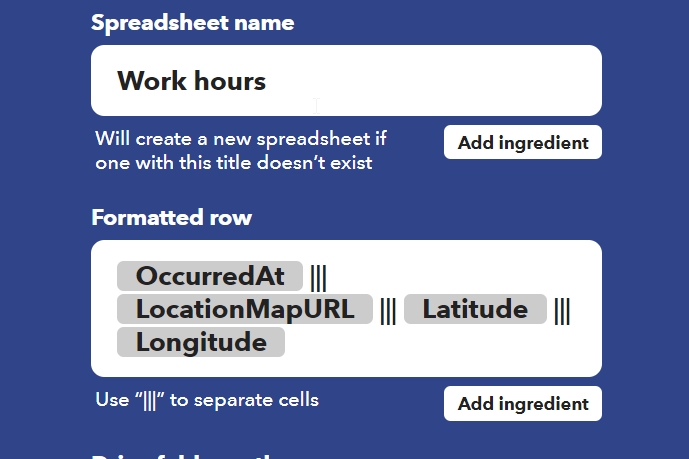 Spreadsheet name
Work hours
Will create a new spreadsheet if
one with this title doesn't exist
Add ingredient
Formatted row
OccurredAt |||
LocationMapURL ||| Latitude |||
Longitude
Use “|||” to separate cells
Add ingredient